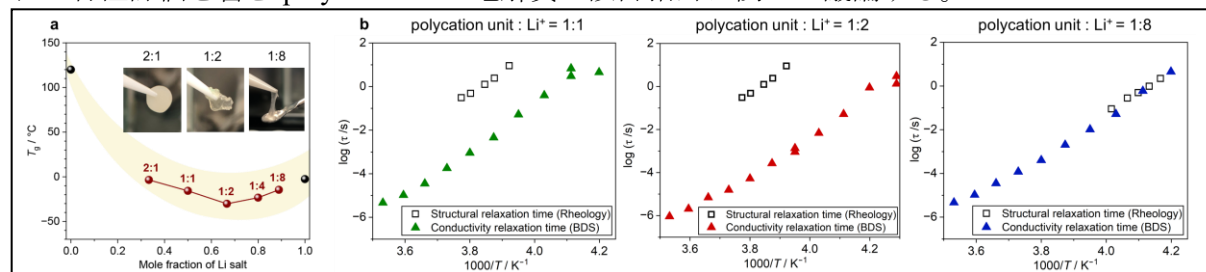 polycation unit : Li⁺ = 1:1
polycation unit : Li⁺ = 1:2
polycation unit : Li⁺ = 1:8
a
150
100
50
0
−50
T_g / °C
2:1
1:2
1:8
2:1
1:1
1:2
1:4
1:8
0.0
0.2
0.4
0.6
0.8
1.0
Mole fraction of Li salt
b
2
0
−2
−4
−6
log (τ /s)
Structural relaxation time (Rheology)
Conductivity relaxation time (BDS)
3.6
3.8
4.0
4.2
1000/T / K⁻¹
2
0
−2
−4
−6
log (τ /s)
Structural relaxation time (Rheology)
Conductivity relaxation time (BDS)
3.6
3.8
4.0
4.2
1000/T / K⁻¹
2
0
−2
−4
−6
log (τ /s)
Structural relaxation time (Rheology)
Conductivity relaxation time (BDS)
3.6
3.8
4.0
4.2
1000/T / K⁻¹